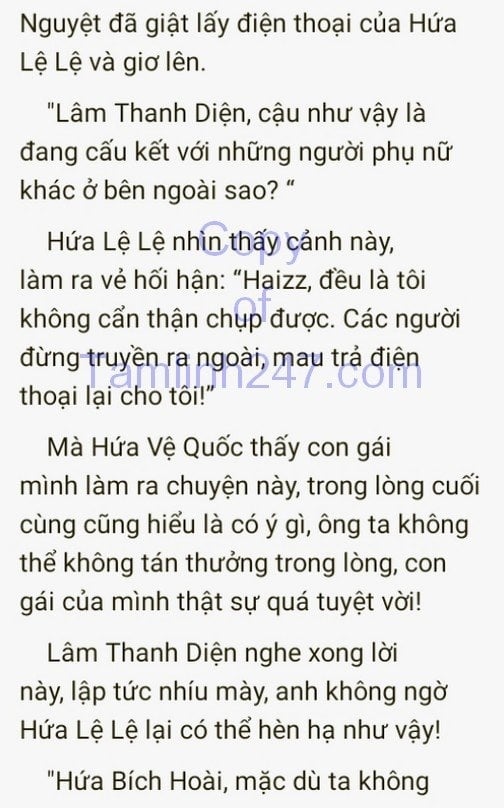 Nguyệt đã giật lấy điện thoại của Hứa
Lệ Lệ và giơ lên.
"Lâm Thanh Diện, cậu như vậy là
đang cấu kết với những người phụ nữ
khác ở bên ngoài sao? “
Hứa Lệ Lệ nhìn thấy cảnh này,
làm ra vẻ hối hận: “Haizz, đều là tôi
không cẩn thận chụp được. Các người
đừng truyền ra ngoài, mau trả điện
thoại lại cho tôi!”
Mà Hứa Vệ Quốc thấy con gái
mình làm ra chuyện này, trong lòng cuối
cùng cũng hiểu là có ý gì, ông ta không
thể không tán thưởng trong lòng, con
gái của mình thật sự quá tuyệt vời!
Lâm Thanh Diện nghe xong lời
này, lập tức nhíu mày, anh không ngờ
Hứa Lệ Lệ lại có thể hèn hạ như vậy!
"Hứa Bích Hoài, mặc dù ta không
Copy
of
Tamlinh247.com